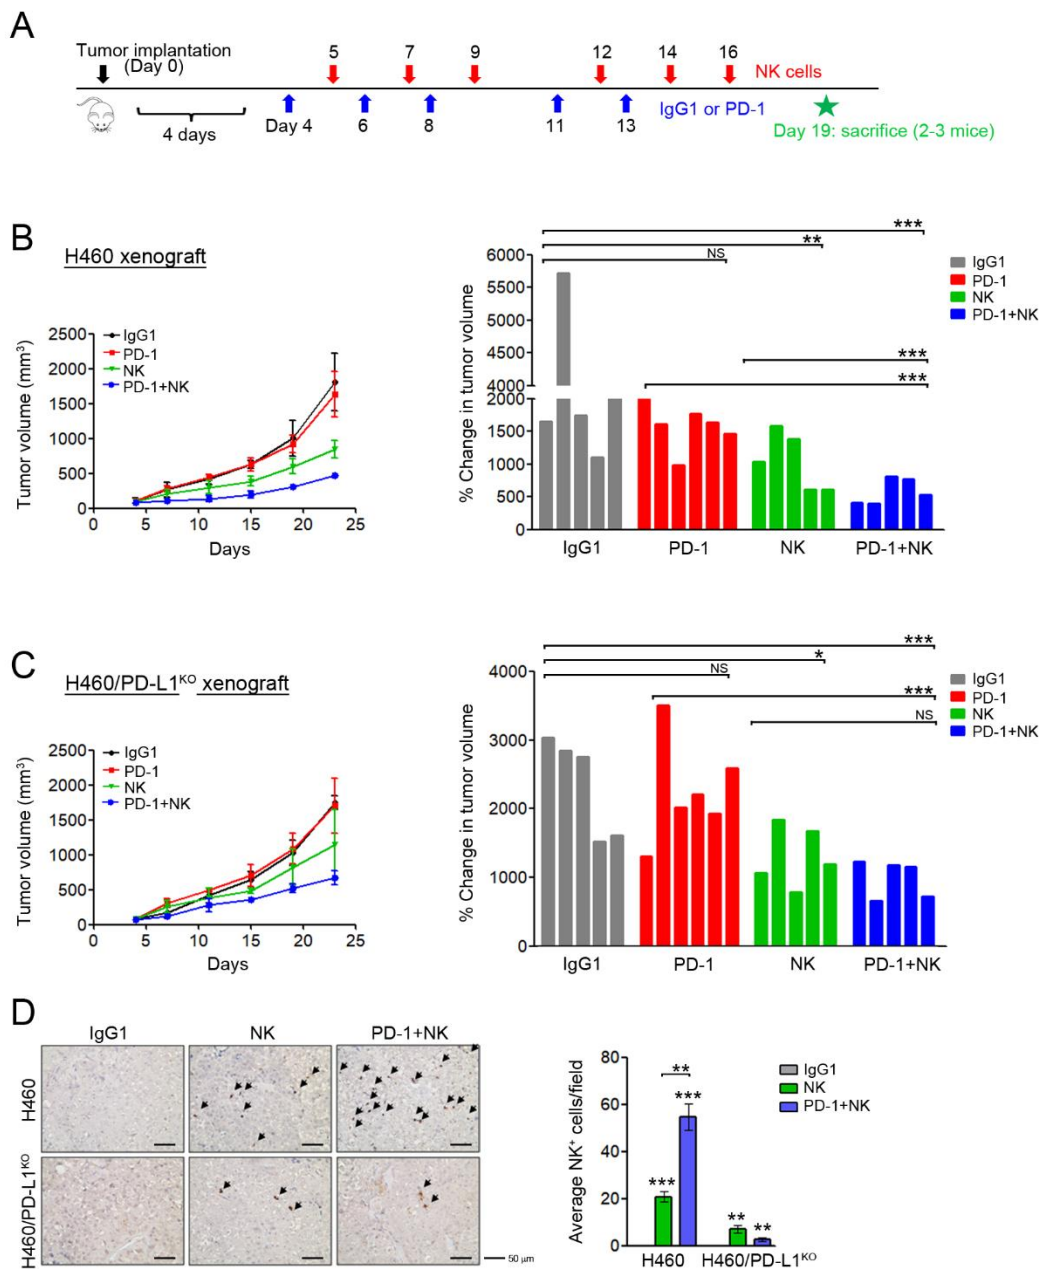 A
Tumor implantation
(Day 0)
5 7 9 12 14 16
NK cells
4 days
Day 4 6 8 11 13
IgG1 or PD-1
Day 19: sacrifice (2-3 mice)
B
H460 xenograft
2500
2000
1500
1000
500
0
Tumor volume (mm³)
IgG1
PD-1
NK
PD-1+NK
0 5 10 15 20 25
Days
% Change in tumor volume
6000
5500
5000
4500
4000
2000
1500
1000
500
0
***
**
NS
***
***
IgG1 PD-1 NK PD-1+NK
IgG1
PD-1
NK
PD-1+NK
C
H460/PD-L1ᴷᴼ xenograft
2500
2000
1500
1000
500
0
Tumor volume (mm³)
IgG1
PD-1
NK
PD-1+NK
0 5 10 15 20 25
Days
% Change in tumor volume
4000
3000
2000
1000
0
***
*
NS
***
NS
IgG1 PD-1 NK PD-1+NK
IgG1
PD-1
NK
PD-1+NK
D
IgG1 NK PD-1+NK
H460
H460/PD-L1ᴷᴼ
50 µm
Average NK⁺ cells/field
80
60
40
20
0
**
***
***
** **
H460 H460/PD-L1ᴷᴼ
IgG1
NK
PD-1+NK